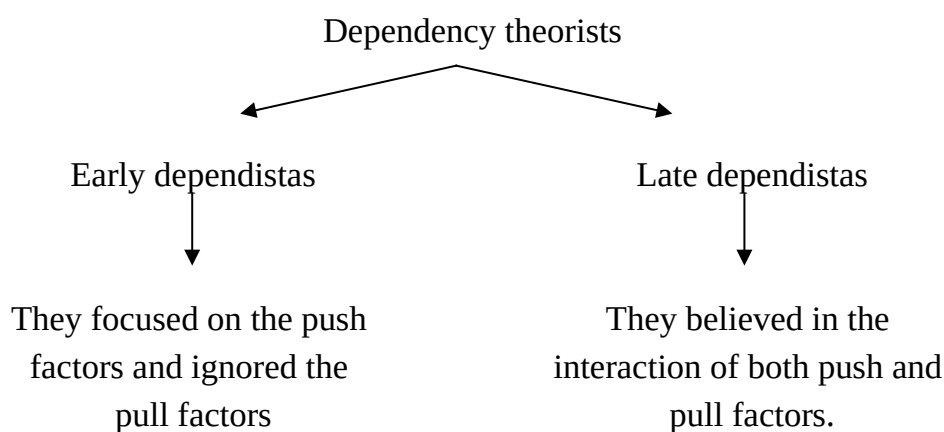 Dependency theorists
Early dependistas
Late dependistas
They focused on the push
factors and ignored the
pull factors
They believed in the
interaction of both push and
pull factors.